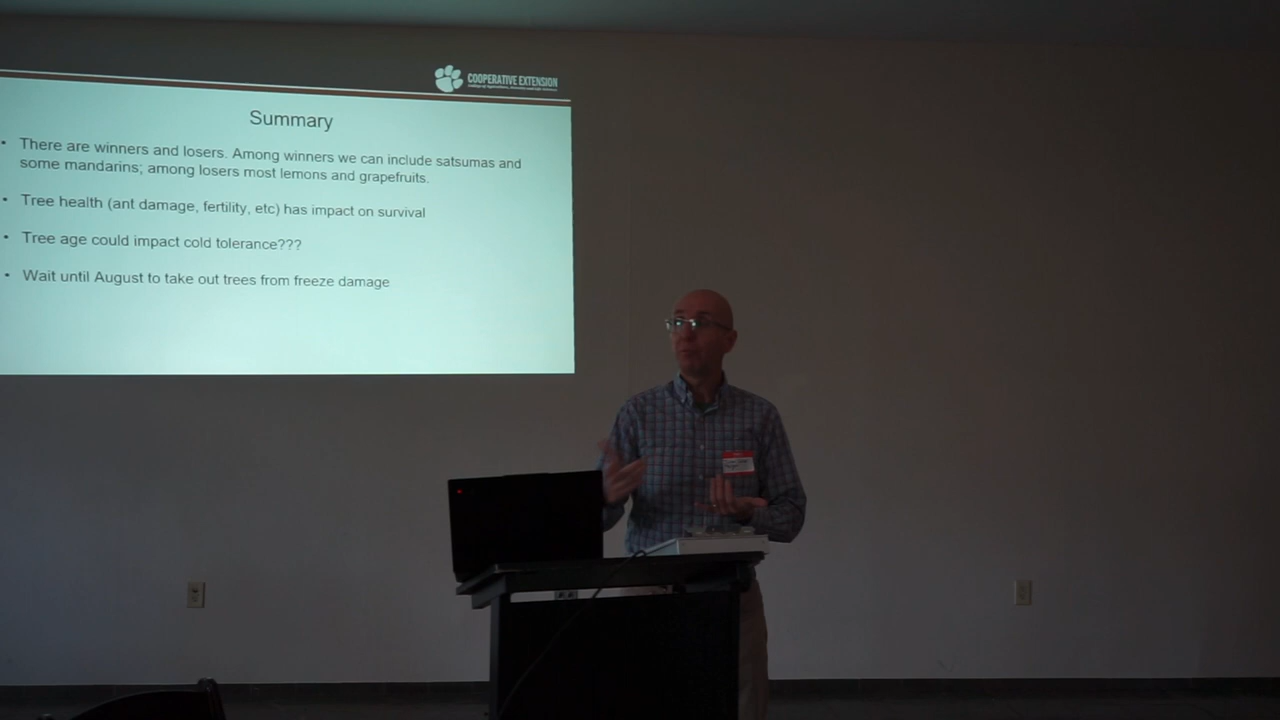 COOPERATIVE EXTENSION
Summary
• There are winners and losers. Among winners we can include satsumas and
some mandarins; among losers most lemons and grapefruits.
• Tree health (ant damage, fertility, etc) has impact on survival
• Tree age could impact cold tolerance???
• Wait until August to take out trees from freeze damage